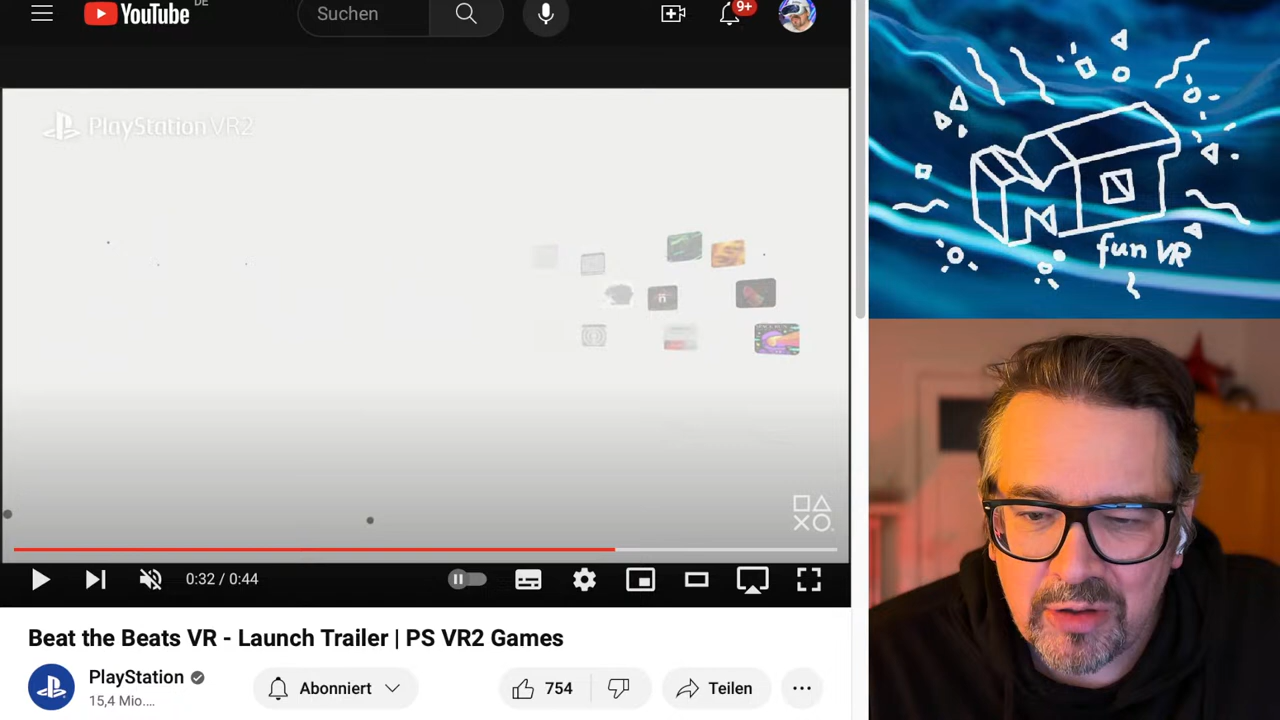 DE
YouTube
Suchen
9+
PlayStation VR2
fun VR
0:32 / 0:44
Beat the Beats VR - Launch Trailer | PS VR2 Games
PlayStation
15,4 Mio....
Abonniert
754
Teilen